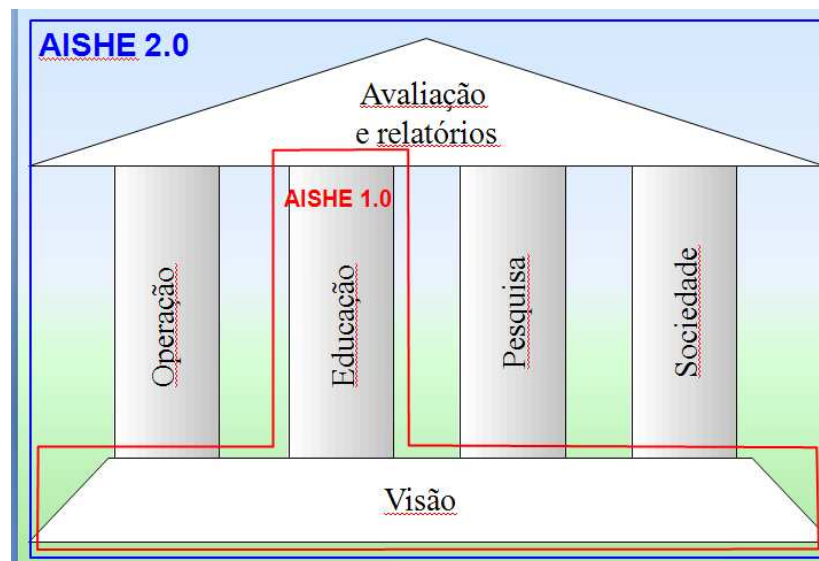 AISHE 2.0
Avaliação
e relatórios
AISHE 1.0
Operação
Educação
Pesquisa
Sociedade
Visão